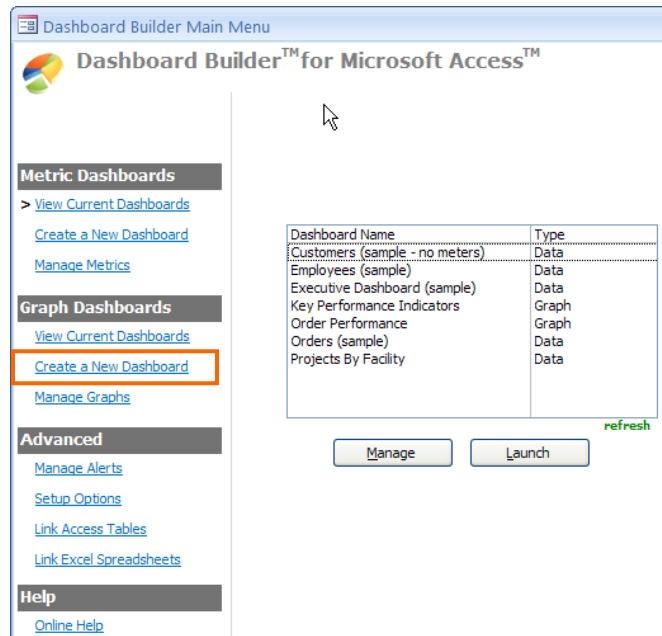 Dashboard Builder Main Menu
Dashboard Builder™for Microsoft Access™
Metric Dashboards
> View Current Dashboards
Create a New Dashboard
Manage Metrics
Graph Dashboards
View Current Dashboards
Create a New Dashboard
Manage Graphs
Advanced
Manage Alerts
Setup Options
Link Access Tables
Link Excel Spreadsheets
Help
Online Help
Dashboard Name Type
Customers (sample - no meters) Data
Employees (sample) Data
Executive Dashboard (sample) Data
Key Performance Indicators Graph
Order Performance Graph
Orders (sample) Data
Projects By Facility Data
refresh
Manage Launch